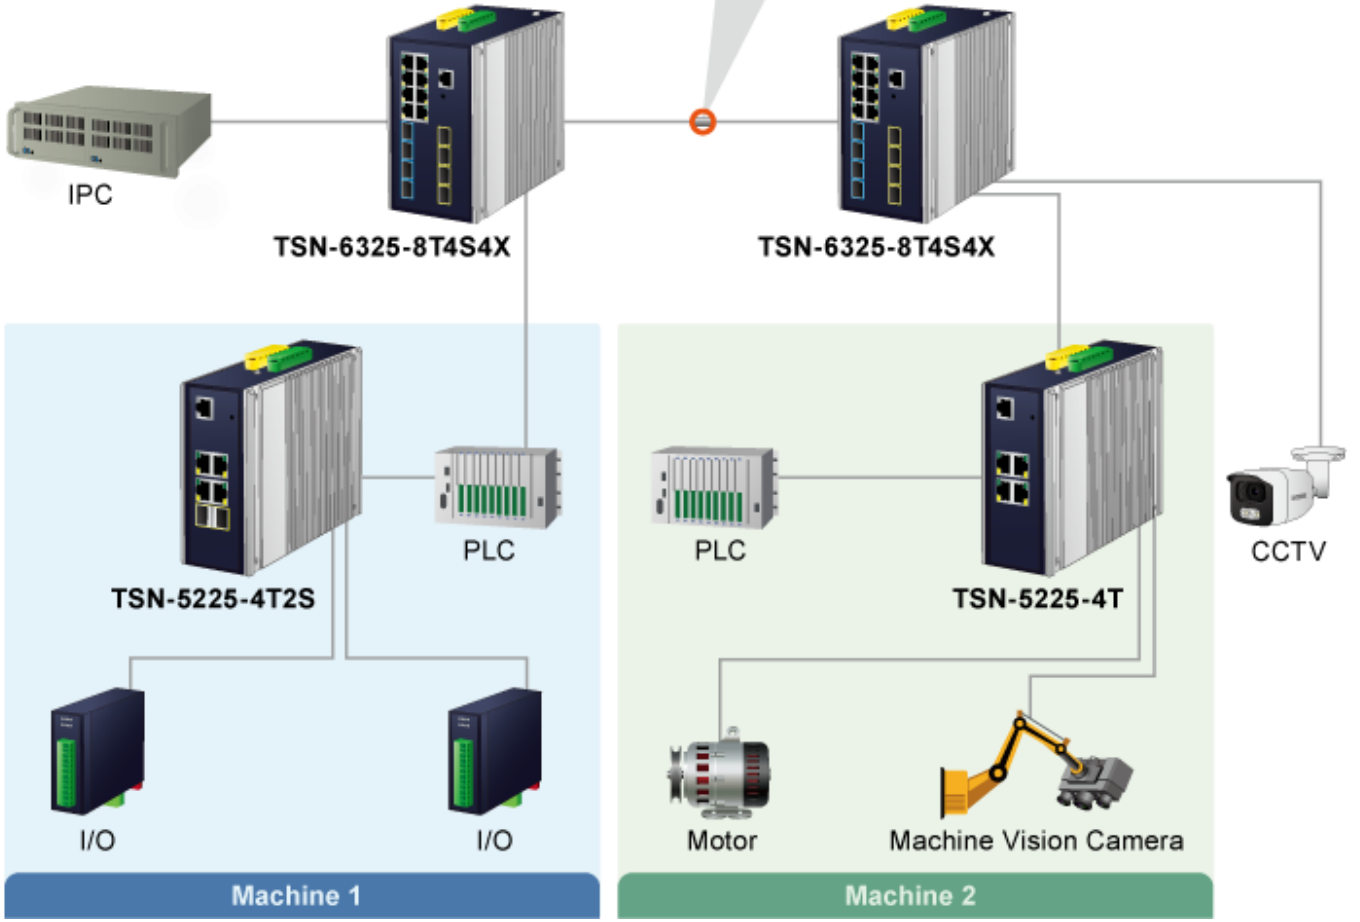 IPC
TSN-6325-8T4S4X
TSN-6325-8T4S4X
PLC
PLC
CCTV
TSN-5225-4T2S
TSN-5225-4T
I/O
I/O
Motor
Machine Vision Camera
Machine 1
Machine 2